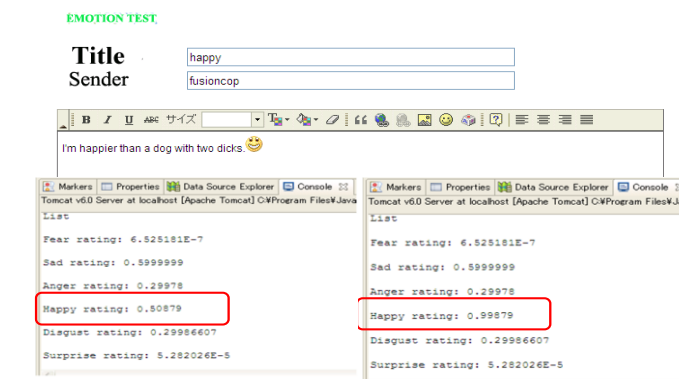 EMOTION TEST
Title
happy
Sender
fusioncop
B I U ABC サイズ T
I'm happier than a dog with two dicks.
Markers Properties Data Source Explorer Console
Tomcat v6.0 Server at localhost [Apache Tomcat] C:¥Program Files¥Java
List
Fear rating: 6.525181E-7
Sad rating: 0.5999999
Anger rating: 0.29978
Happy rating: 0.50879
Disgust rating: 0.29986607
Surprise rating: 5.282026E-5
Markers Properties Data Source Explorer Console
Tomcat v6.0 Server at localhost [Apache Tomcat] C:¥Program Files¥J
List
Fear rating: 6.525181E-7
Sad rating: 0.5999999
Anger rating: 0.29978
Happy rating: 0.99879
Disgust rating: 0.29986607
Surprise rating: 5.282026E-5